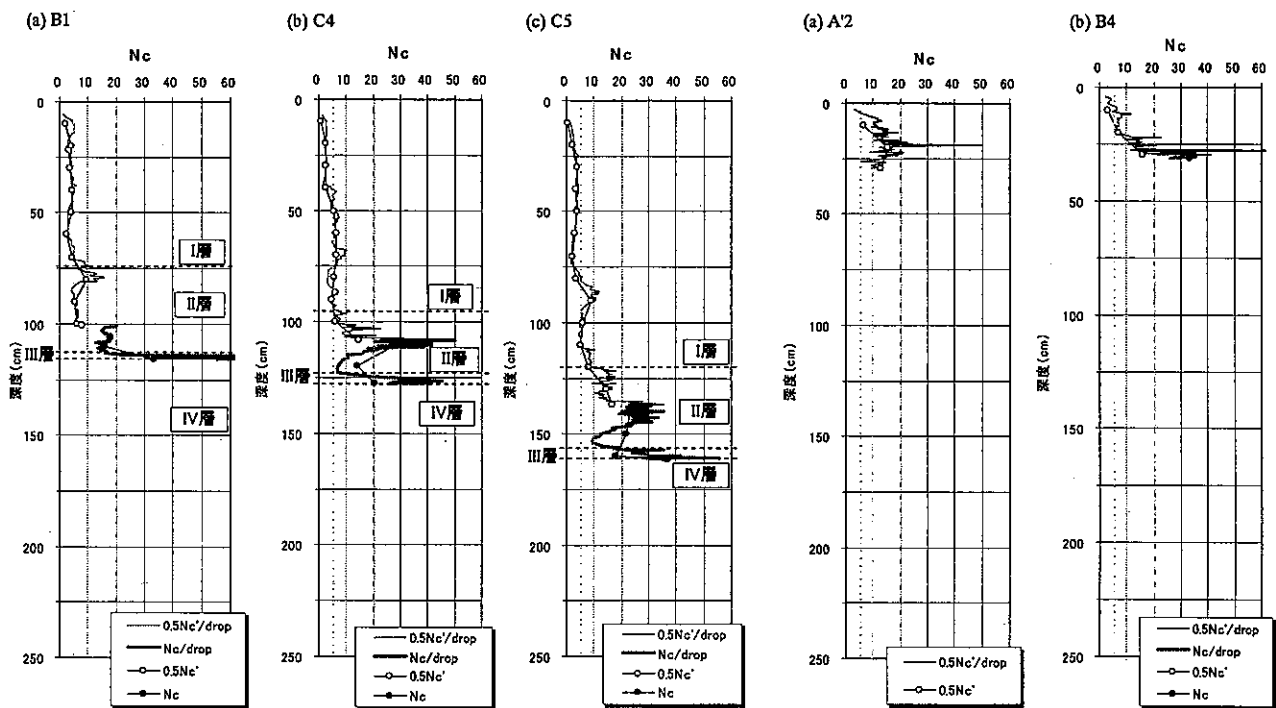 (a) B1
Nc
0 10 20 30 40 50 60
0
50
100
150
200
250
深度(cm)
I層
II層
III層
IV層
0.5Nc'/drop
Nc/drop
0.5Nc'
Nc
(b) C4
Nc
0 10 20 30 40 50 60
0
50
100
150
200
250
深度(cm)
I層
II層
III層
IV層
0.5Nc'/drop
Nc/drop
0.5Nc'
Nc
(c) C5
Nc
0 10 20 30 40 50 60
0
50
100
150
200
250
深度(cm)
I層
II層
III層
IV層
0.5Nc'/drop
Nc/drop
0.5Nc'
Nc
(a) A'2
Nc
0 10 20 30 40 50 60
0
50
100
150
200
250
深度(cm)
0.5Nc'/drop
0.5Nc'
(b) B4
Nc
0 10 20 30 40 50 60
0
50
100
150
200
250
深度(cm)
0.5Nc'/drop
Nc/drop
0.5Nc'
Nc